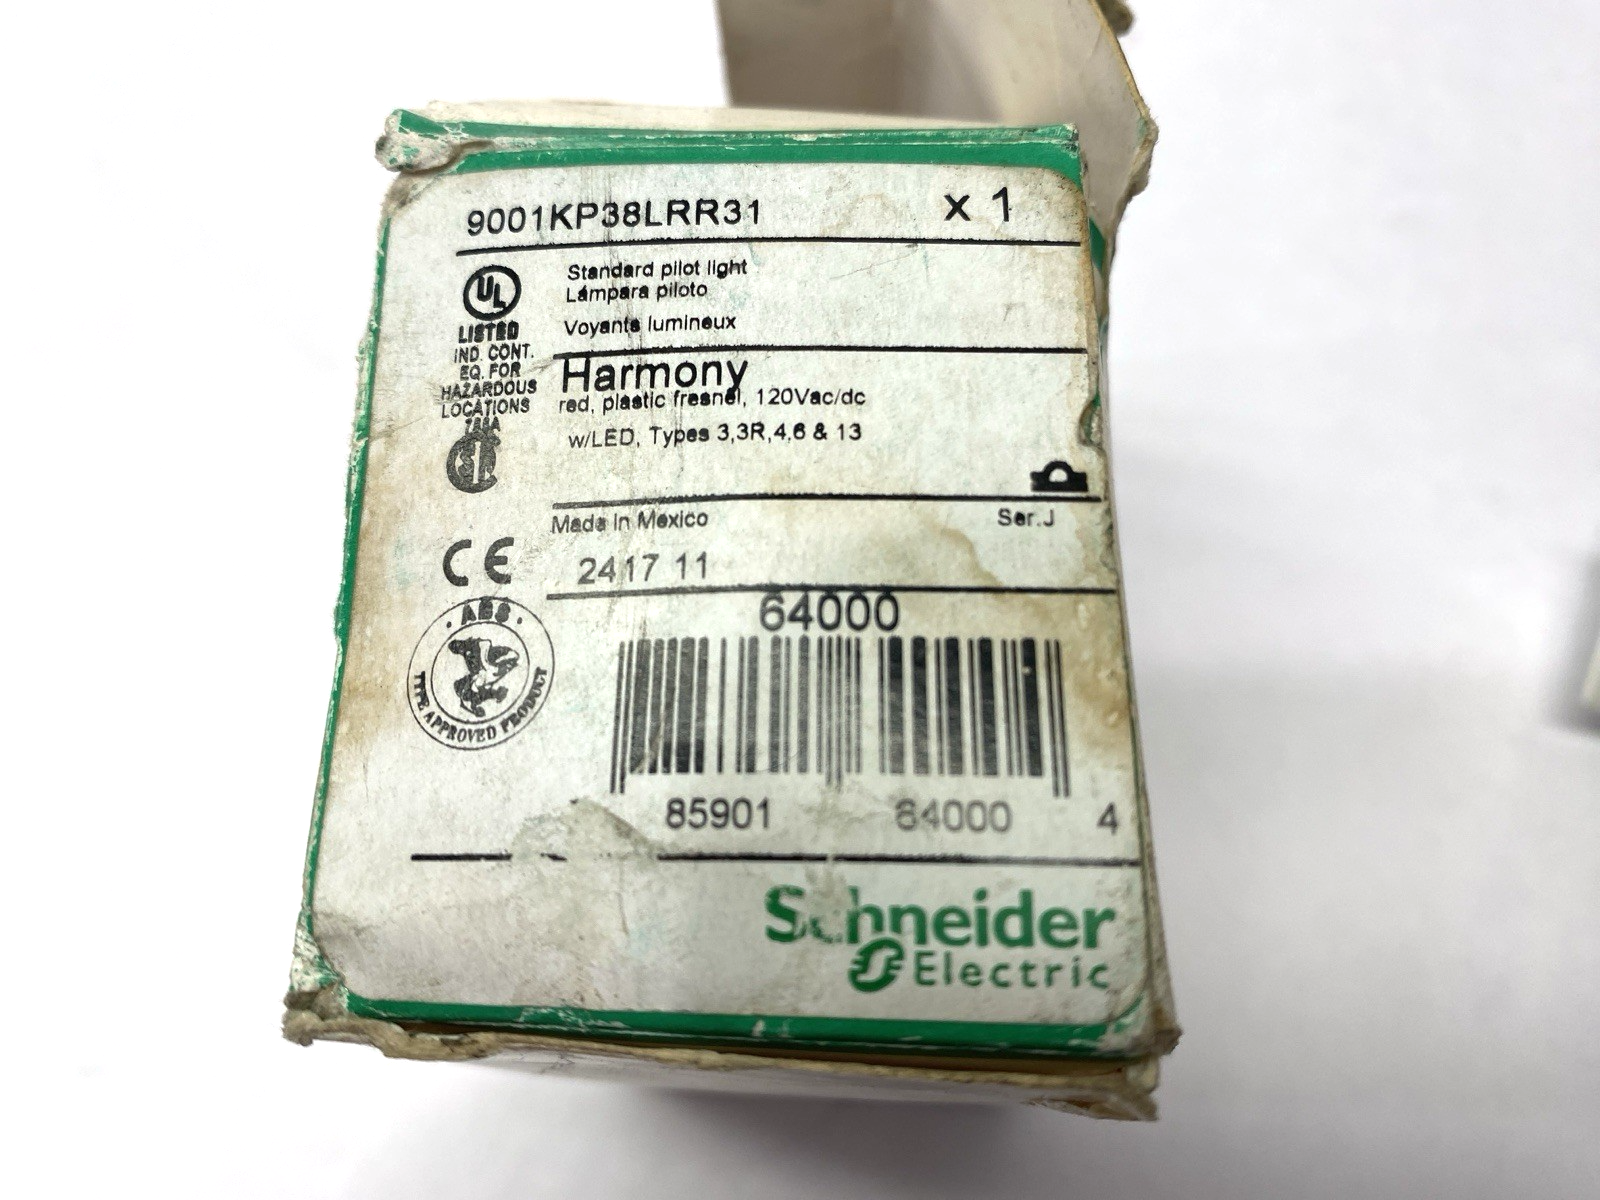 9001KP38LRR31 x 1
Standard pilot light
Lámpara piloto
Voyants lumineux
UL
LISTED
IND. CONT.
EQ. FOR
HAZARDOUS
LOCATIONS
Harmony
red, plastic fresnel, 120Vac/dc
w/LED, Types 3,3R,4,6 & 13
Made in Mexico Ser.J
CE
2417 11
64000
· ABS ·
TYPE APPROVED PRODUCT
85901 64000 4
Schneider
Electric